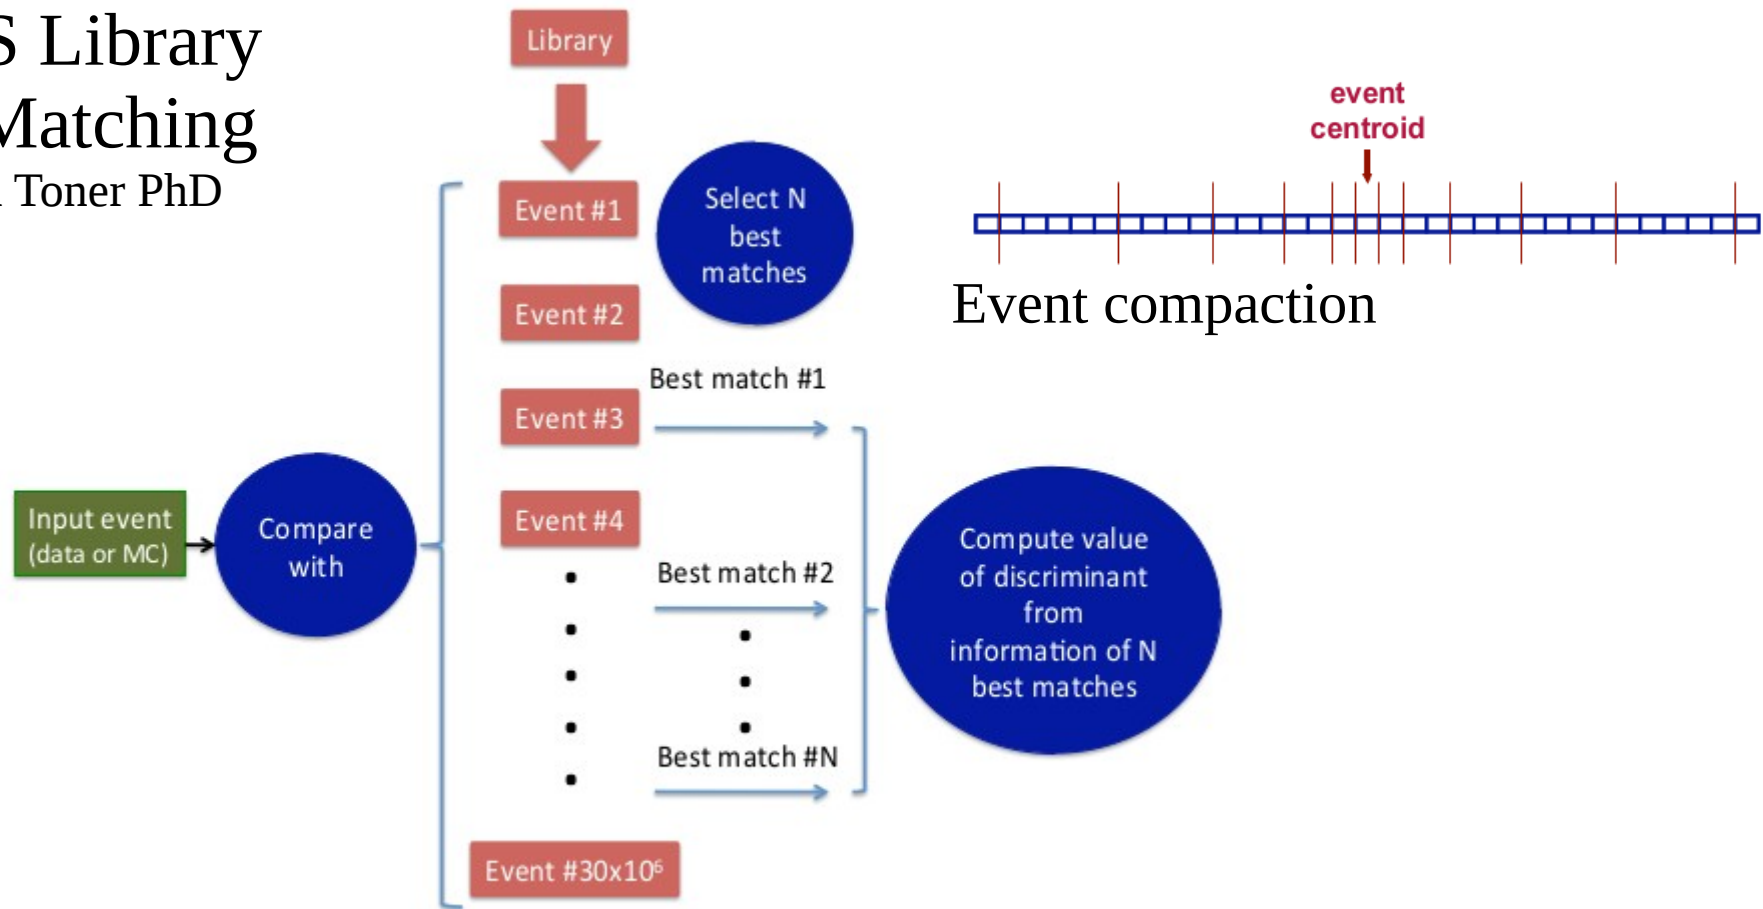 S Library
Matching
Toner PhD
Library
Event #1
Event #2
Event #3
Event #4
Event #30x10⁶
Select N
best
matches
Best match #1
Best match #2
Best match #N
Input event
(data or MC)
Compare
with
Compute value
of discriminant
from
information of N
best matches
event
centroid
Event compaction